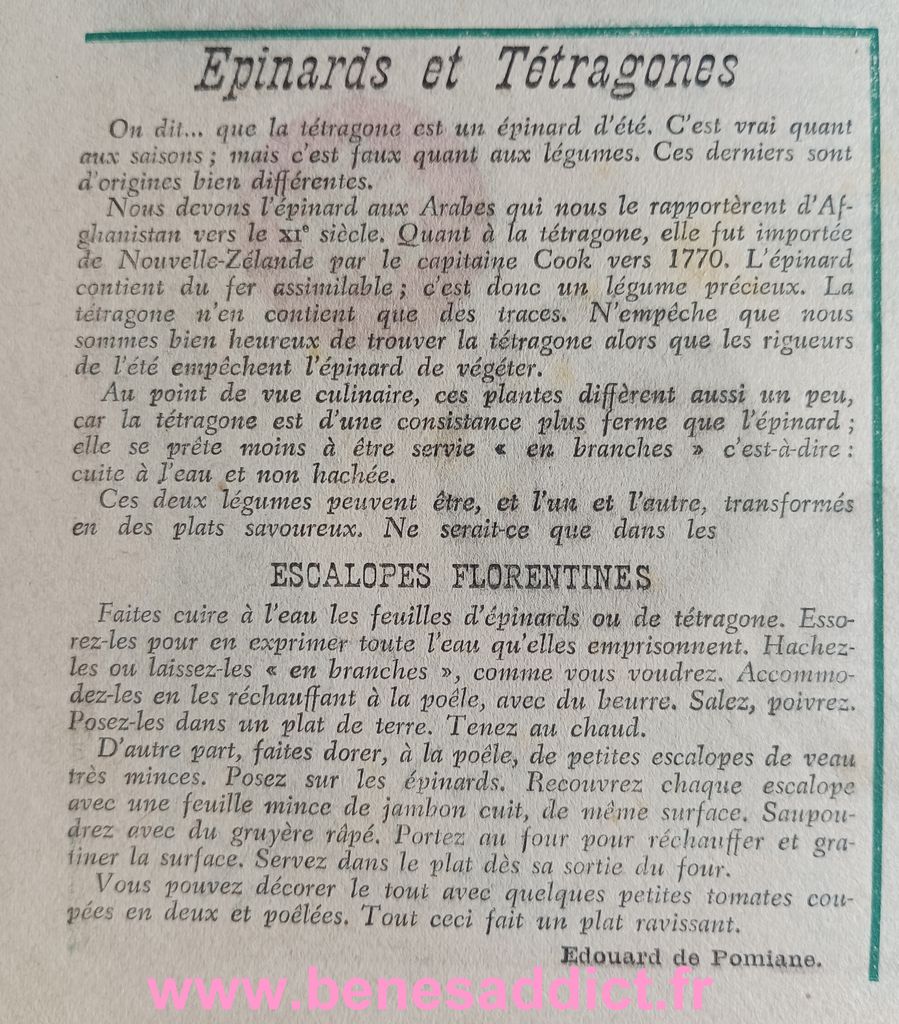 Epinards et Tétragones
On dit... que la tétragone est un épinard d'été. C'est vrai quant
aux saisons ; mais c'est faux quant aux légumes. Ces derniers sont
d'origines bien différentes.
Nous devons l'épinard aux Arabes qui nous le rapportèrent d'Af-
ghanistan vers le XIe siècle. Quant à la tétragone, elle fut importée
de Nouvelle-Zélande par le capitaine Cook vers 1770. L'épinard
contient du fer assimilable ; c'est donc un légume précieux. La
tétragone n'en contient que des traces. N'empêche que nous
sommes bien heureux de trouver la tétragone alors que les rigueurs
de l'été empêchent l'épinard de végéter.
Au point de vue culinaire, ces plantes diffèrent aussi un peu,
car la tétragone est d'une consistance plus ferme que l'épinard ;
elle se prête moins à être servie « en branches » c'est-à-dire :
cuite à l'eau et non hachée.
Ces deux légumes peuvent être, et l'un et l'autre, transformés
en des plats savoureux. Ne serait-ce que dans les
ESCALOPES FLORENTINES
Faites cuire à l'eau les feuilles d'épinards ou de tétragone. Esso-
rez-les pour en exprimer toute l'eau qu'elles emprisonnent. Hachez-
les ou laissez-les « en branches », comme vous voudrez. Accommo-
dez-les en les réchauffant à la poêle, avec du beurre. Salez, poivrez.
Posez-les dans un plat de terre. Tenez au chaud.
D'autre part, faites dorer, à la poêle, de petites escalopes de veau
très minces. Posez sur les épinards. Recouvrez chaque escalope
avec une feuille mince de jambon cuit, de même surface. Saupou-
drez avec du gruyère râpé. Portez au four pour réchauffer et gra-
tiner la surface. Servez dans le plat dès sa sortie du four.
Vous pouvez décorer le tout avec quelques petites tomates cou-
pées en deux et poêlées. Tout ceci fait un plat ravissant.
Edouard de Pomiane.
www.benesaddict.fr